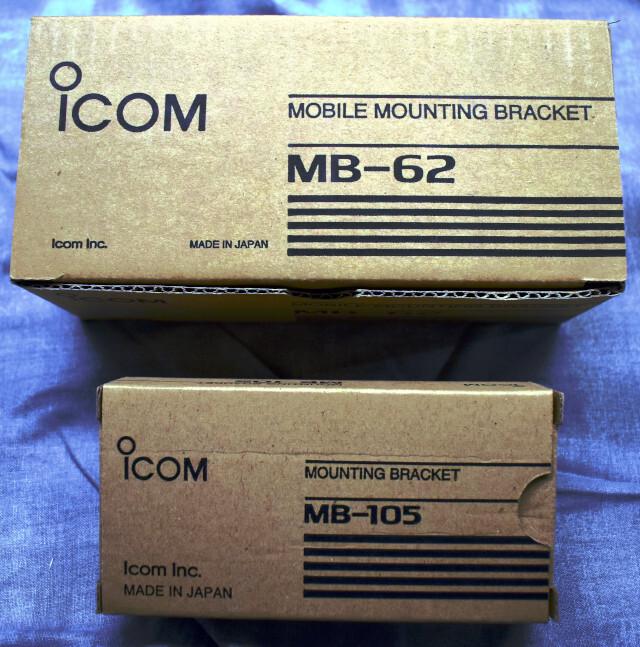 ICOM
MOBILE MOUNTING BRACKET
MB-62
Icom Inc.
MADE IN JAPAN
ICOM
ICOM
MOUNTING BRACKET
MB-105
Icom Inc.
MADE IN JAPAN